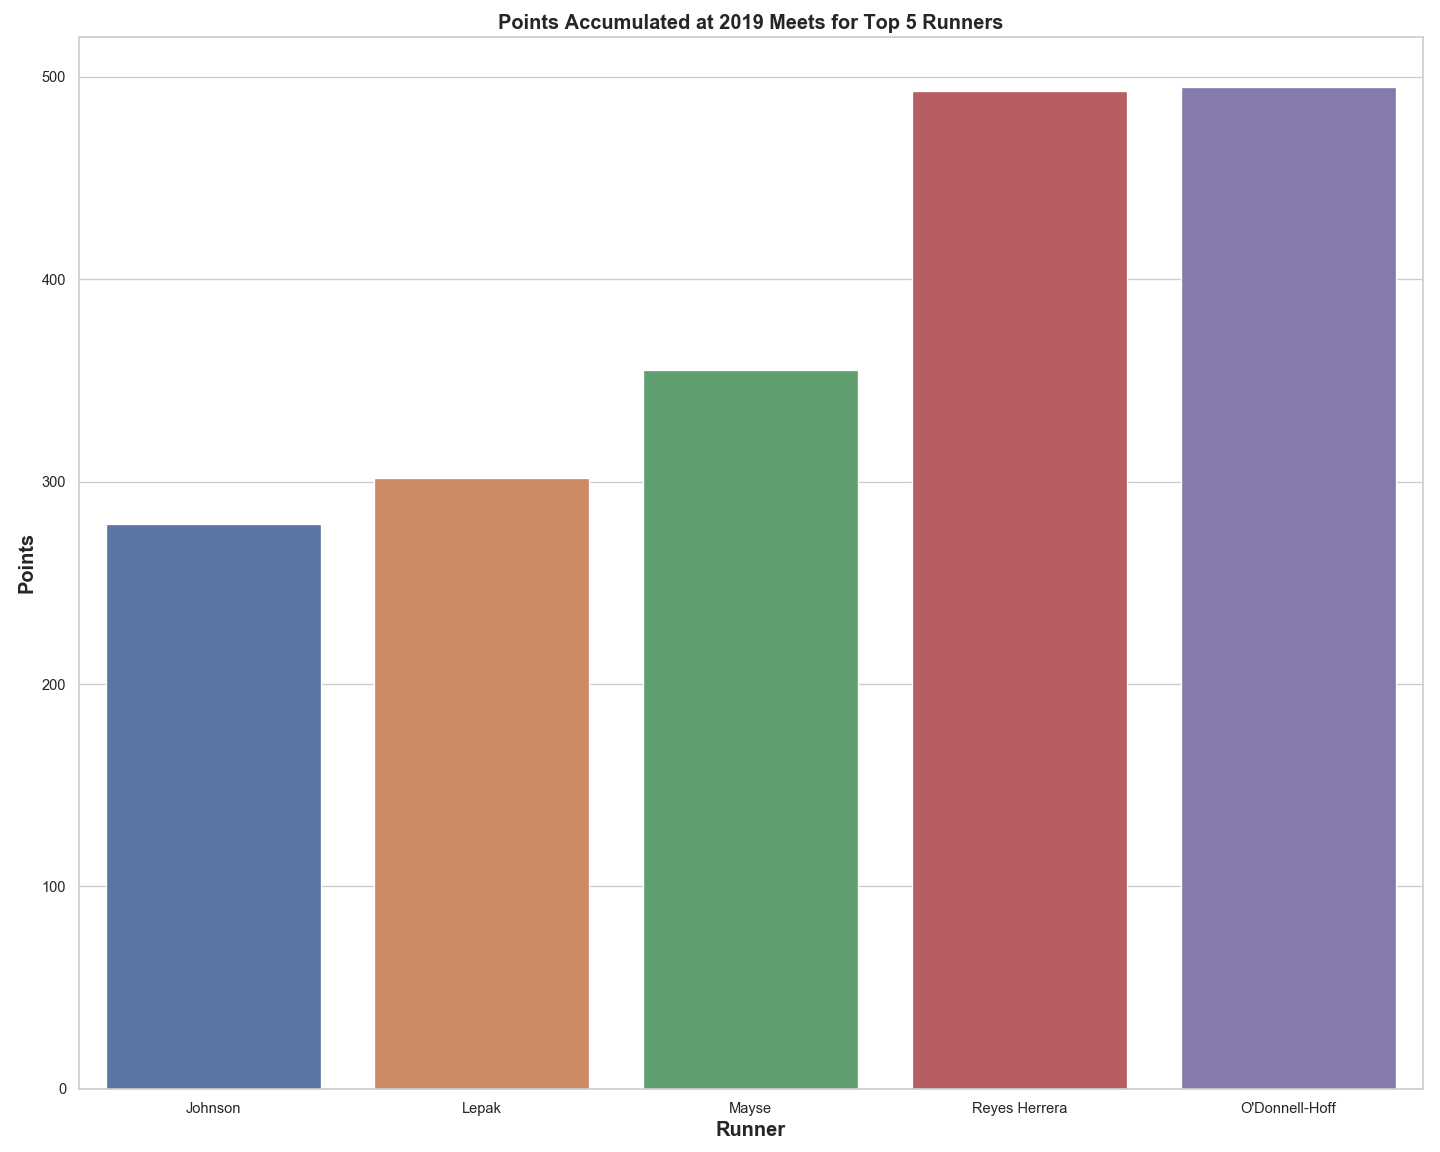 Points Accumulated at 2019 Meets for Top 5 Runners
500
400
300
200
100
0
Points
Johnson
Lepak
Mayse
Reyes Herrera
O'Donnell-Hoff
Runner